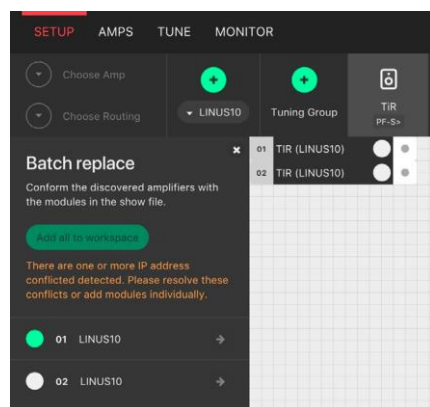 SETUP AMPS TUNE MONITOR
Choose Amp
Choose Routing
LINUS10
Tuning Group
TiR
PF-S>
Batch replace
Conform the discovered amplifiers with
the modules in the show file.
Add all to workspace
There are one or more IP address
conflicted detected. Please resolve these
conflicts or add modules individually.
01 LINUS10
02 LINUS10
01 TIR (LINUS10)
02 TIR (LINUS10)